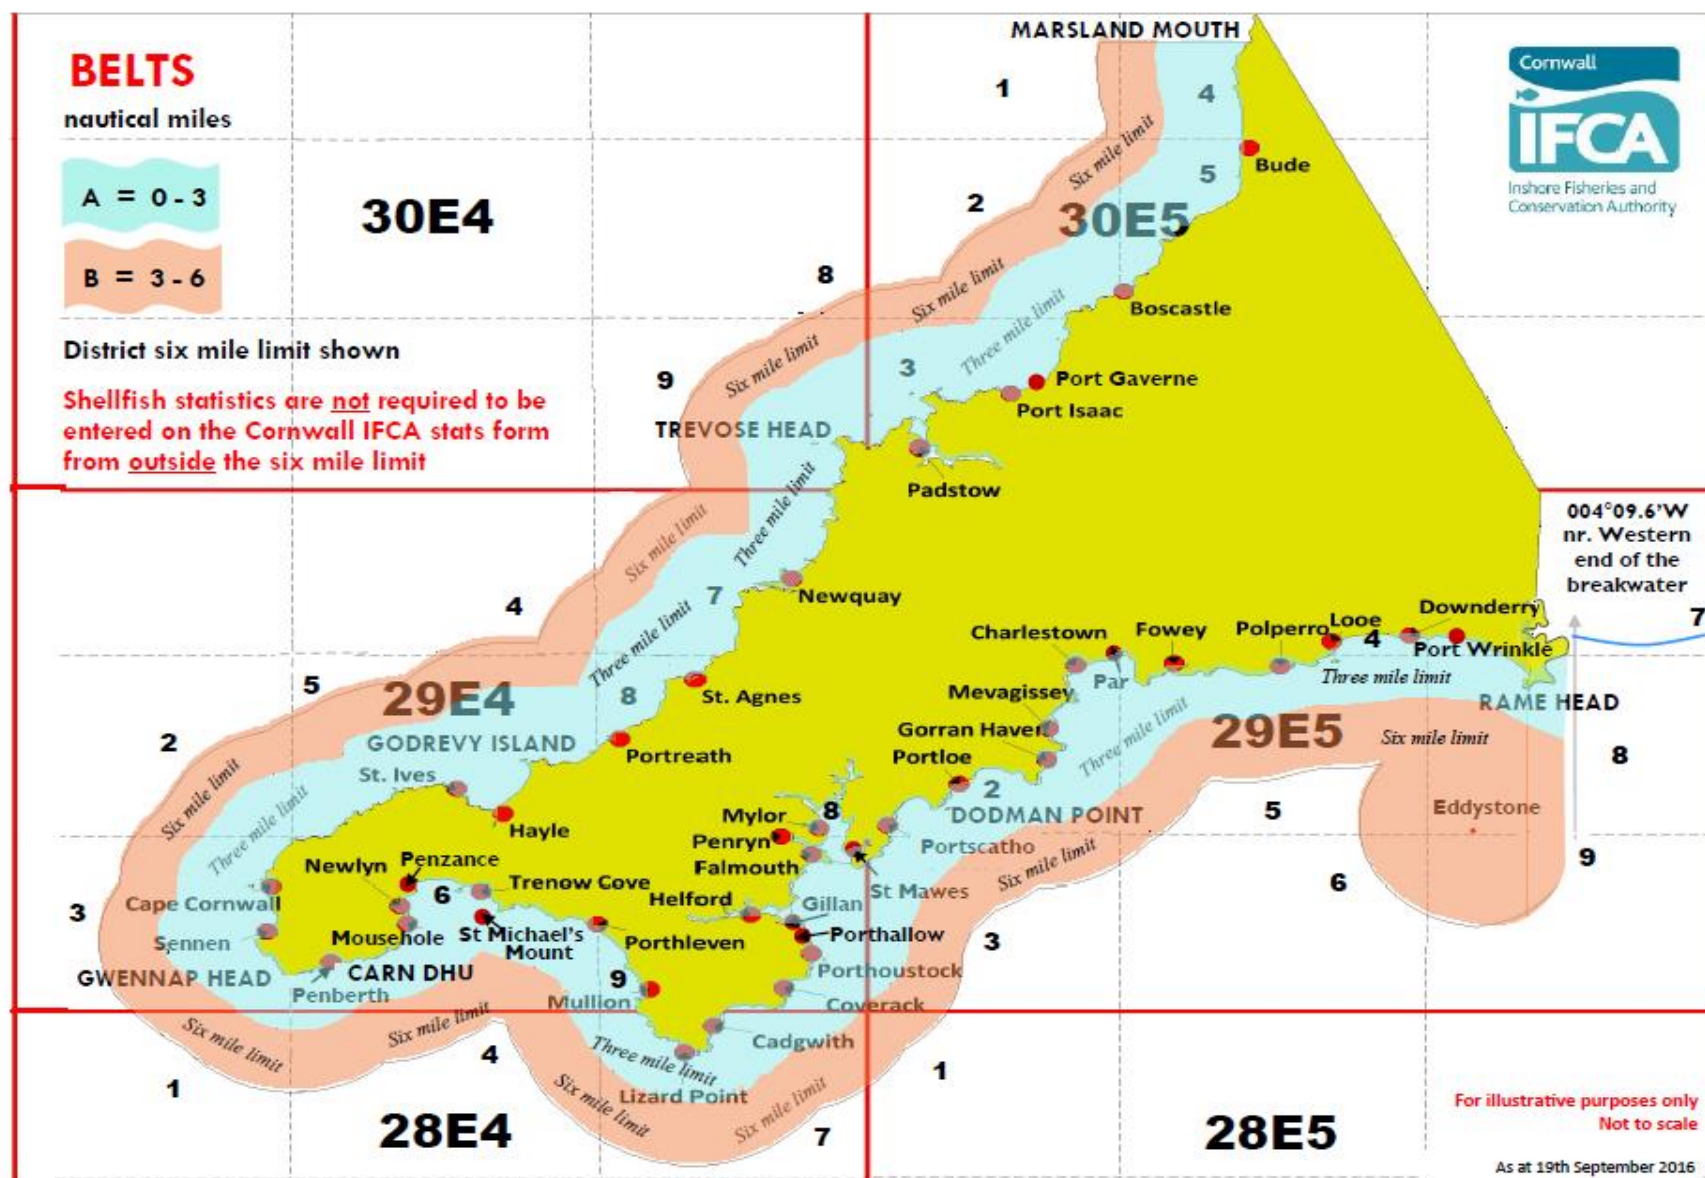 MARSLAND MOUTH
BELTS
nautical miles
A = 0 - 3
B = 3 - 6
District six mile limit shown
Shellfish statistics are not required to be
entered on the Cornwall IFCA stats form
from outside the six mile limit
Cornwall
IFCA
Inshore Fisheries and
Conservation Authority
30E4
30E5
1
4
2
5
8
9
3
Six mile limit
Bude
Six mile limit
Boscastle
Three mile limit
Six mile limit
Port Gaverne
Port Isaac
TREVOSE HEAD
Padstow
Three mile limit
Six mile limit
004°09.6'W
nr. Western
end of the
breakwater
7
Newquay
7
4
Three mile limit
5
29E4
8
St. Agnes
GODREVY ISLAND
Portreath
St. Ives
Hayle
2
Six mile limit
Three mile limit
3
Cape Cornwall
Sennen
GWENNAP HEAD
Newlyn
Penzance
6
Trenow Cove
Mousehole
St Michael's
Mount
CARN DHU
Penberth
Porthleven
9
Mullion
Charlestown
Fowey
Polperro
Looe
4
Downderry
Port Wrinkle
Par
Three mile limit
RAME HEAD
Mevagissey
Gorran Haven
Portloe
Three mile limit
29E5
Six mile limit
8
2
DODMAN POINT
5
Eddystone
Mylor
8
Penryn
Falmouth
Portscatho
Six mile limit
9
6
St Mawes
Helford
Gillan
Porthallow
3
Porthoustock
Coverack
Cadgwith
Six mile limit
Six mile limit
Three mile limit
Lizard Point
1
4
Six mile limit
Six mile limit
1
28E4
7
28E5
For illustrative purposes only
Not to scale
As at 19th September 2016